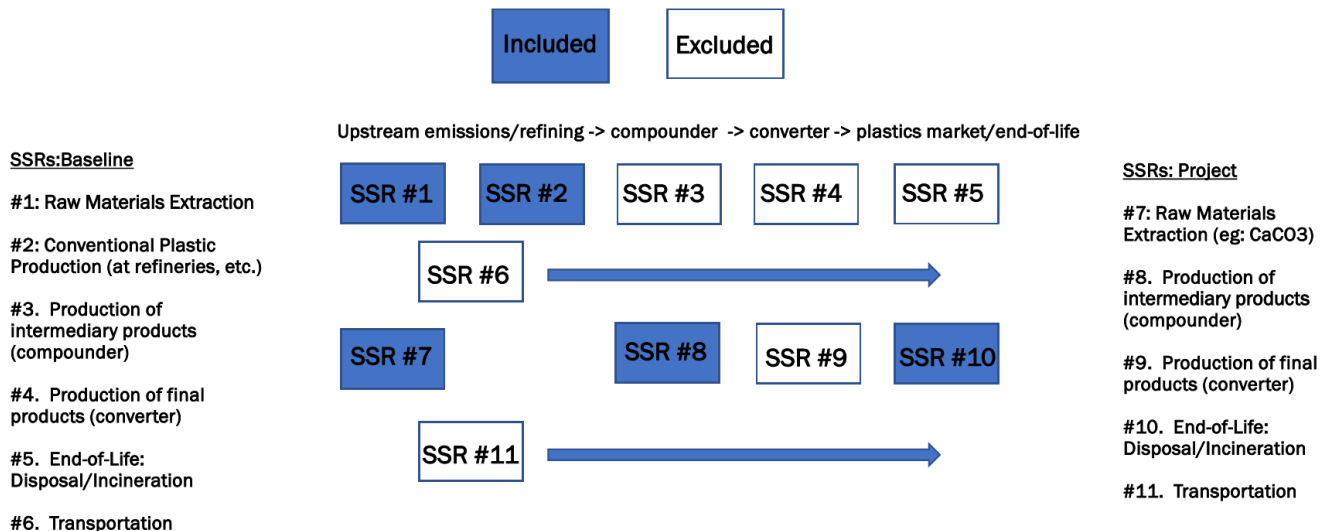 Included
Excluded
Upstream emissions/refining -> compounder -> converter -> plastics market/end-of-life
SSRs:Baseline
#1: Raw Materials Extraction
#2: Conventional Plastic
Production (at refineries, etc.)
#3. Production of
intermediary products
(compounder)
#4. Production of final
products (converter)
#5. End-of-Life:
Disposal/Incineration
#6. Transportation
SSR #1
SSR #2
SSR #3
SSR #4
SSR #5
SSR #6
SSR #7
SSR #8
SSR #9
SSR #10
SSR #11
SSRs: Project
#7: Raw Materials
Extraction (eg: CaCO3)
#8. Production of
intermediary products
(compounder)
#9. Production of final
products (converter)
#10. End-of-Life:
Disposal/Incineration
#11. Transportation